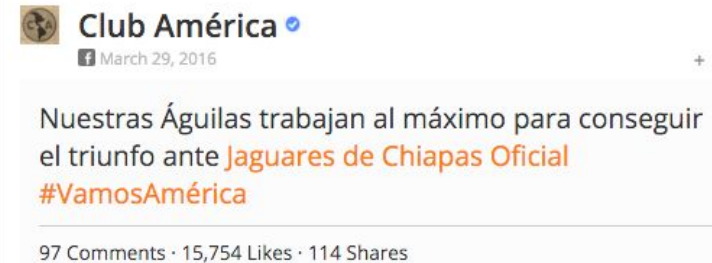 Club América
March 29, 2016
+
Nuestras Águilas trabajan al máximo para conseguir
el triunfo ante Jaguares de Chiapas Oficial
#VamosAmérica
97 Comments · 15,754 Likes · 114 Shares